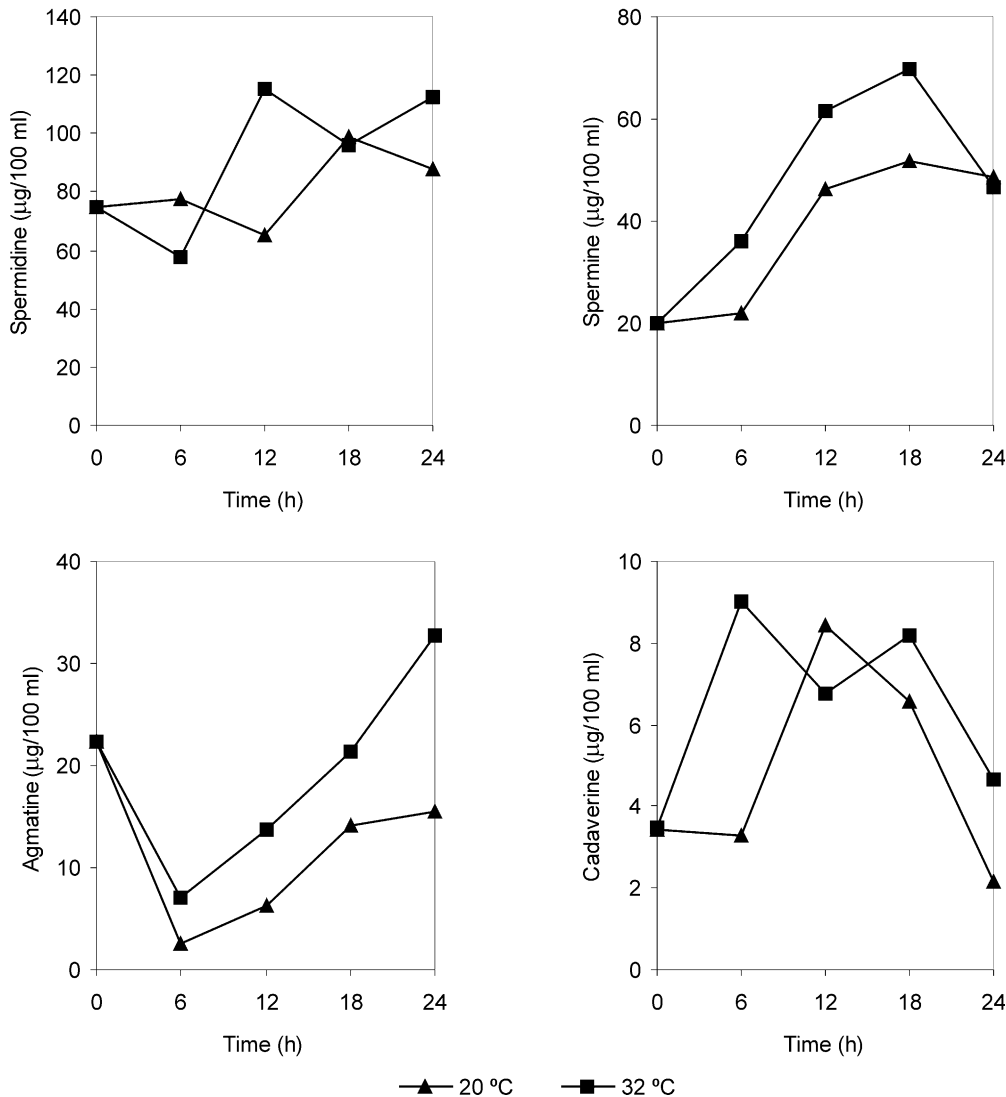 Spermidine (µg/100 ml)
140
120
100
80
60
40
20
0
0 6 12 18 24
Time (h)
Spermine (µg/100 ml)
80
60
40
20
0
0 6 12 18 24
Time (h)
Agmatine (µg/100 ml)
40
30
20
10
0
0 6 12 18 24
Time (h)
Cadaverine (µg/100 ml)
10
8
6
4
2
0
0 6 12 18 24
Time (h)
20 ºC 32 ºC